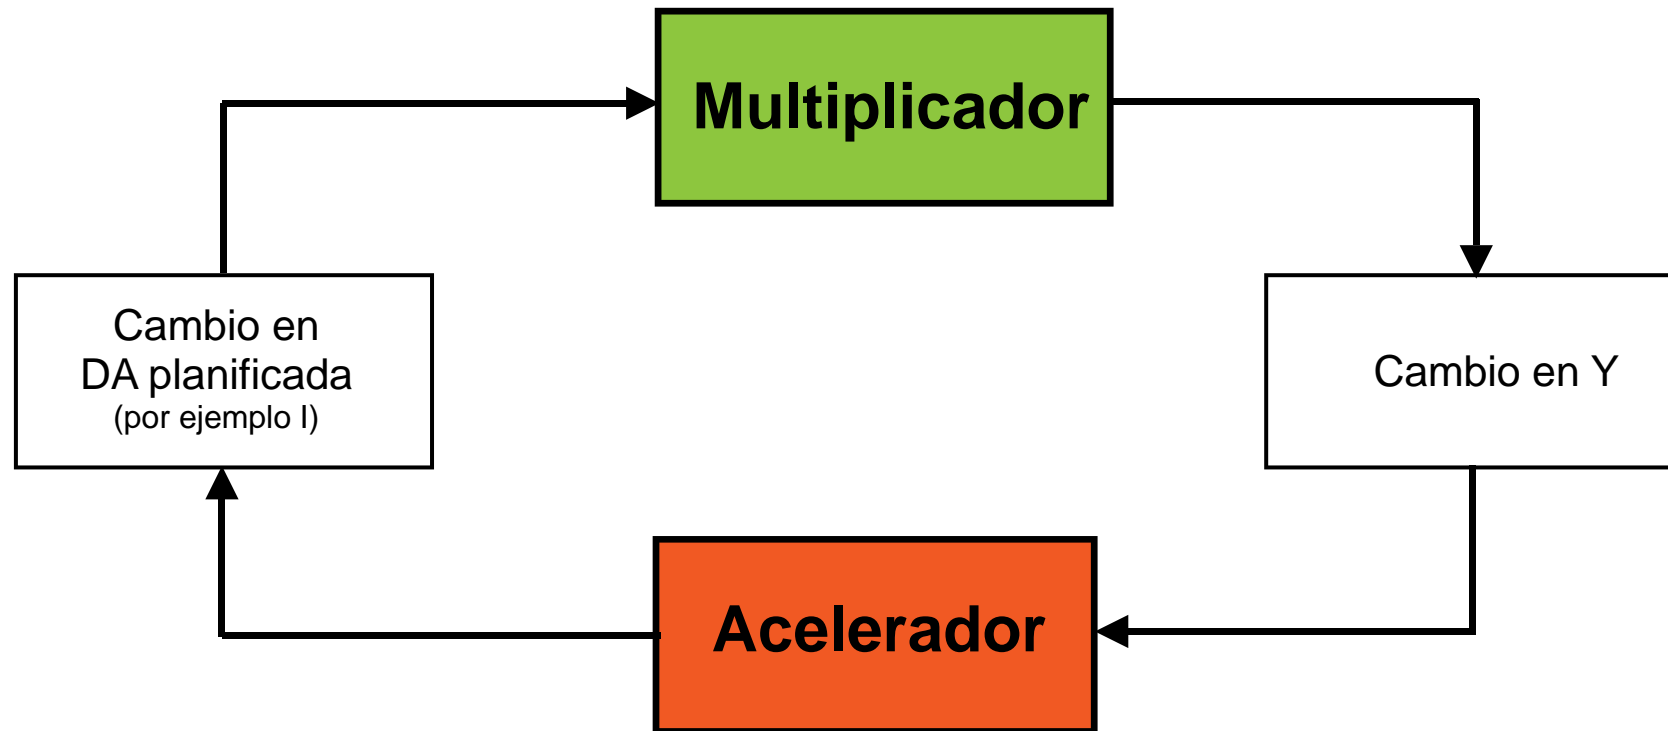 Multiplicador
Cambio en
DA planificada
(por ejemplo I)
Cambio en Y
Acelerador